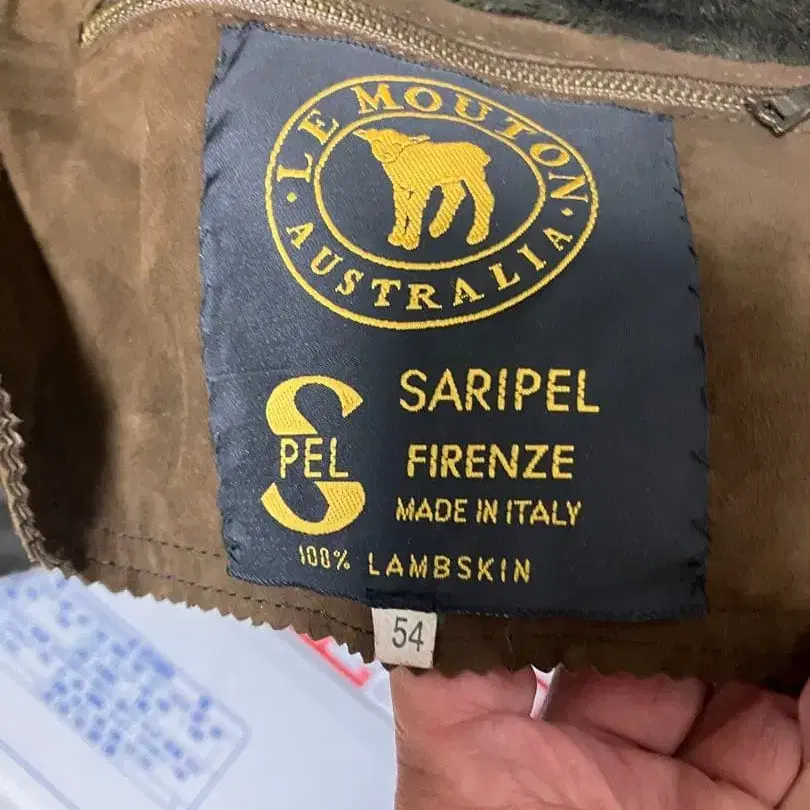 · LE MOUTON ·
AUSTRALIA
S
PEL
SARIPEL
FIRENZE
MADE IN ITALY
100% LAMBSKIN
54